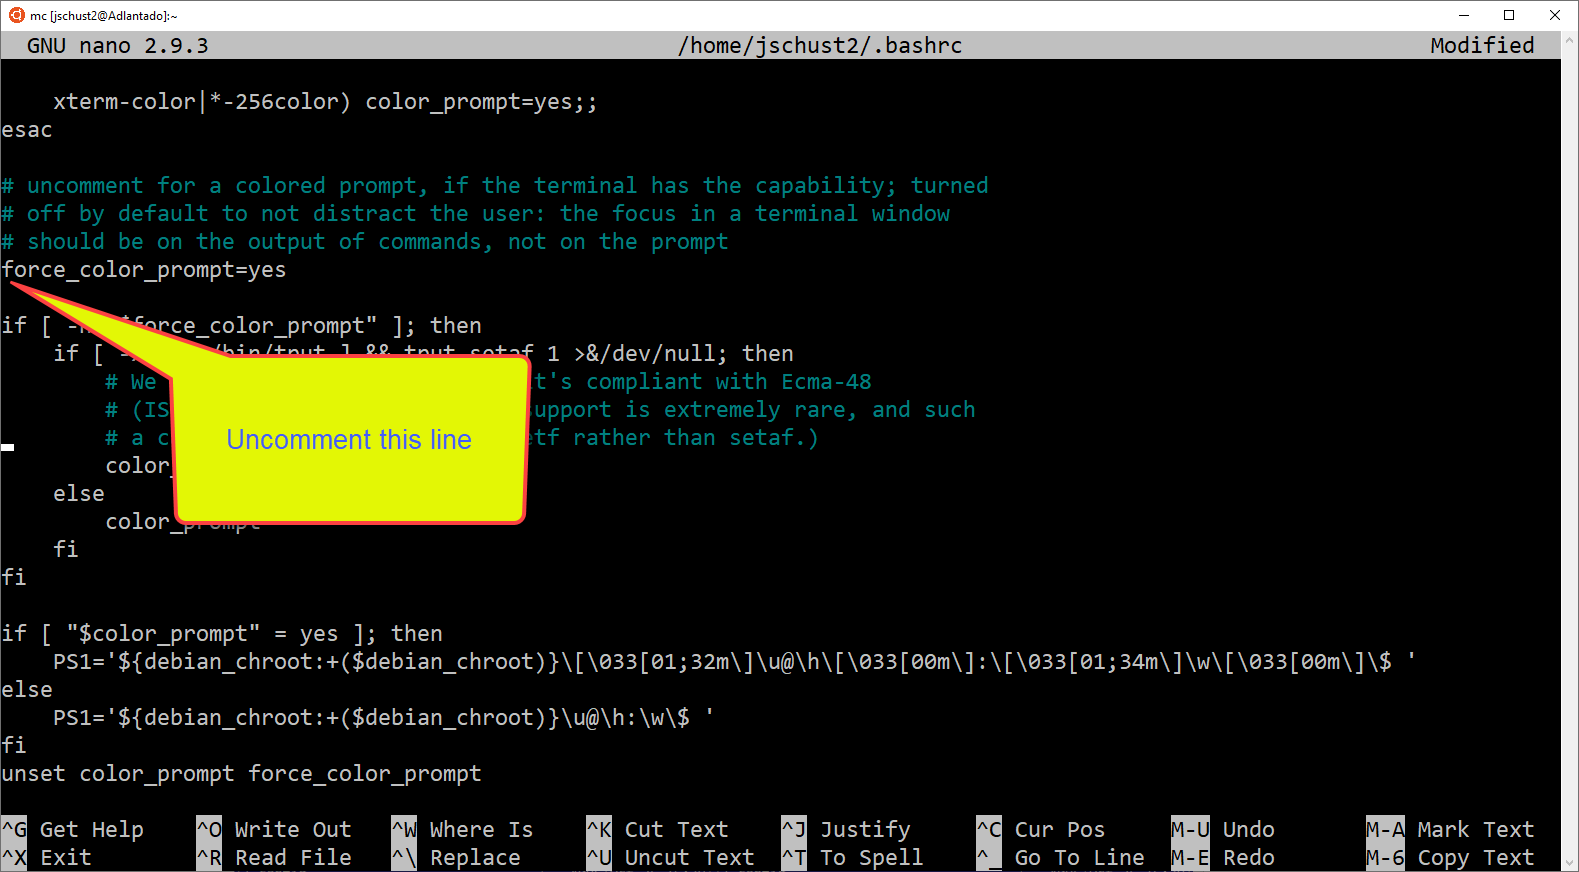 mc [jschust2@Adlantado]:~
GNU nano 2.9.3 /home/jschust2/.bashrc Modified
xterm-color|*-256color) color_prompt=yes;;
esac
# uncomment for a colored prompt, if the terminal has the capability; turned
# off by default to not distract the user: the focus in a terminal window
# should be on the output of commands, not on the prompt
force_color_prompt=yes
if [ -n "$force_color_prompt" ]; then
if [ - /bin/tput ] && tput setaf 1 >&/dev/null; then
# We it's compliant with Ecma-48
# (IS support is extremely rare, and such
# a c etf rather than setaf.)
Uncomment this line
color_
else
color_prompt
fi
fi
if [ "$color_prompt" = yes ]; then
PS1='${debian_chroot:+($debian_chroot)}\[\033[01;32m\]\u@\h\[\033[00m\]:\[\033[01;34m\]\w\[\033[00m\]\$ '
else
PS1='${debian_chroot:+($debian_chroot)}\u@\h:\w\$ '
fi
unset color_prompt force_color_prompt
^G Get Help ^O Write Out ^W Where Is ^K Cut Text ^J Justify ^C Cur Pos M-U Undo M-A Mark Text
^X Exit ^R Read File ^\ Replace ^U Uncut Text ^T To Spell ^_ Go To Line M-E Redo M-6 Copy Text